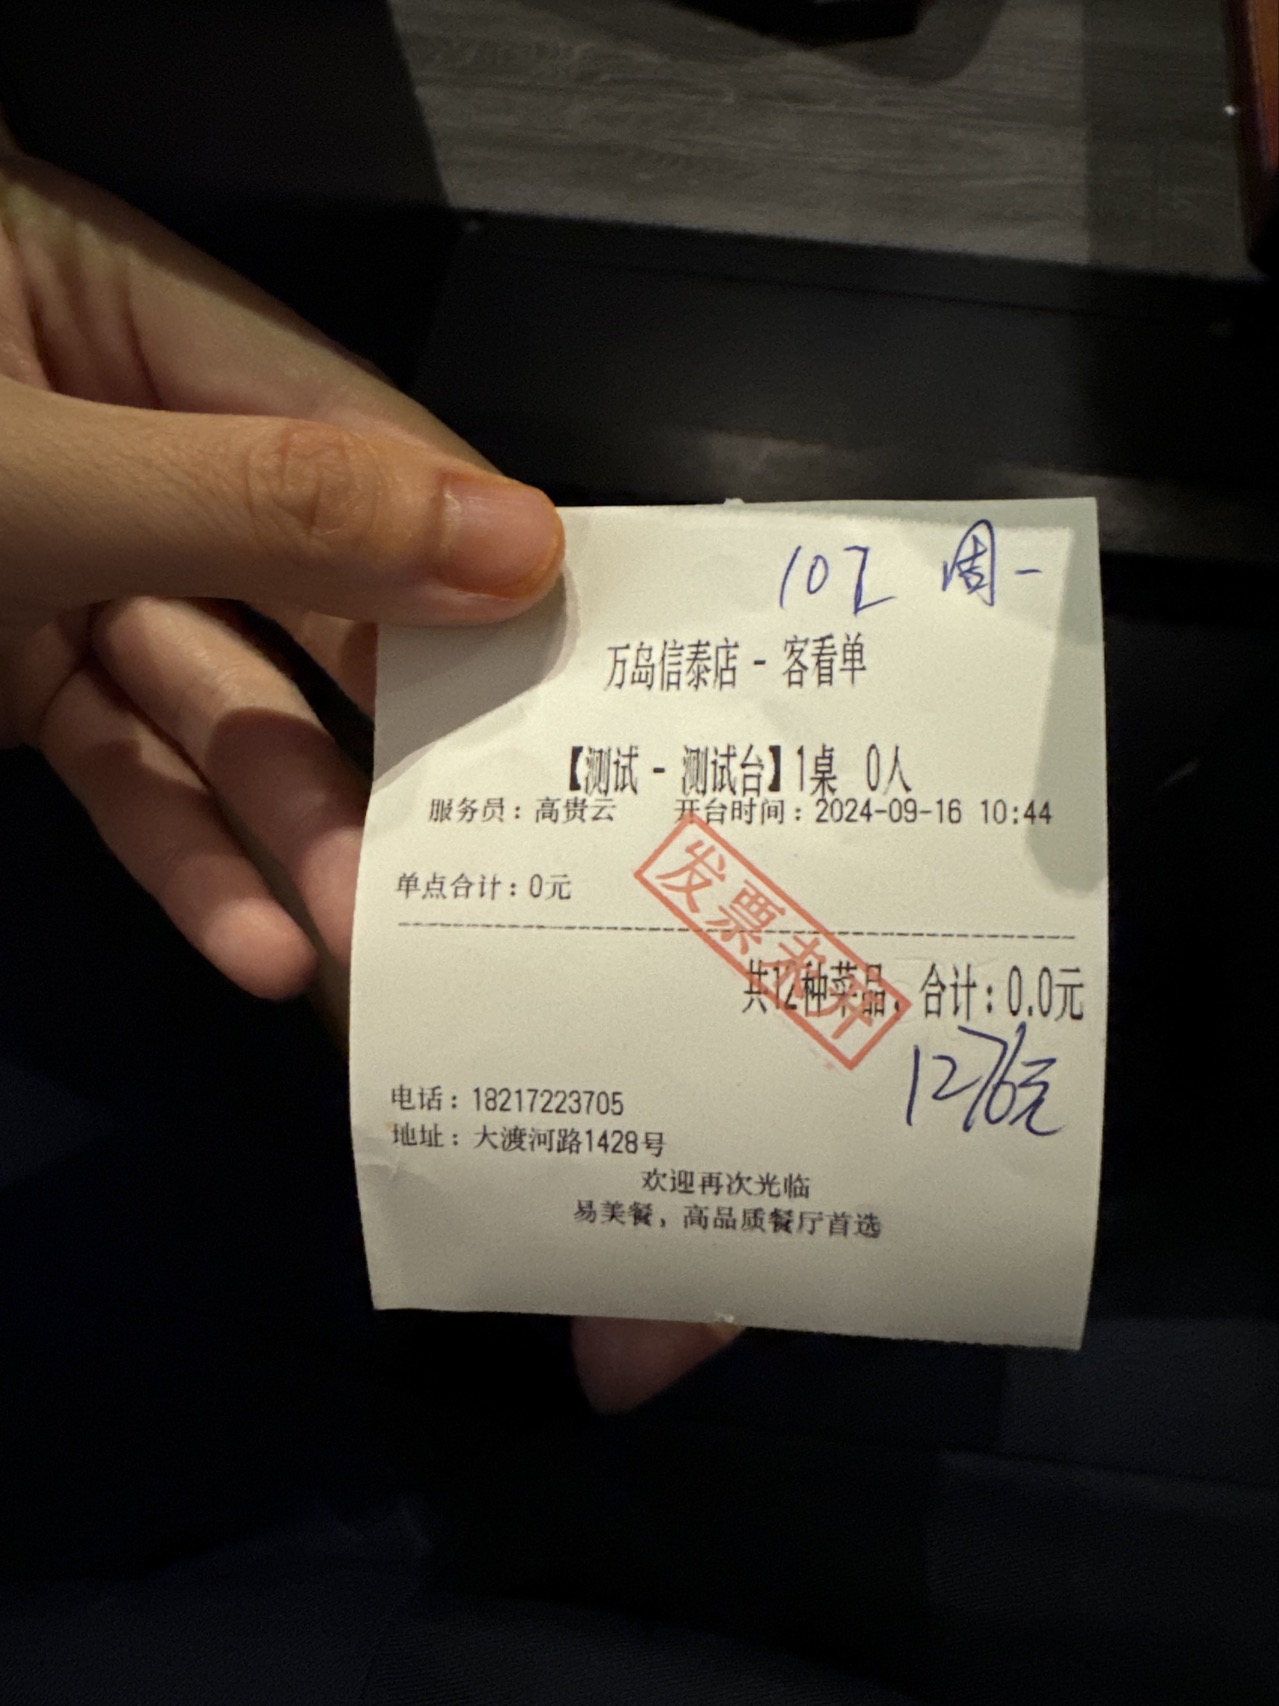 107 周一
万岛信泰店 - 客看单
【测试 - 测试台】1桌 0人
服务员：高贵云 开台时间：2024-09-16 10:44
单点合计：0元
发票未开
共12种菜品，合计：0.0元
1276元
电话：18217223705
地址：大渡河路1428号
欢迎再次光临
易美餐，高品质餐厅首选